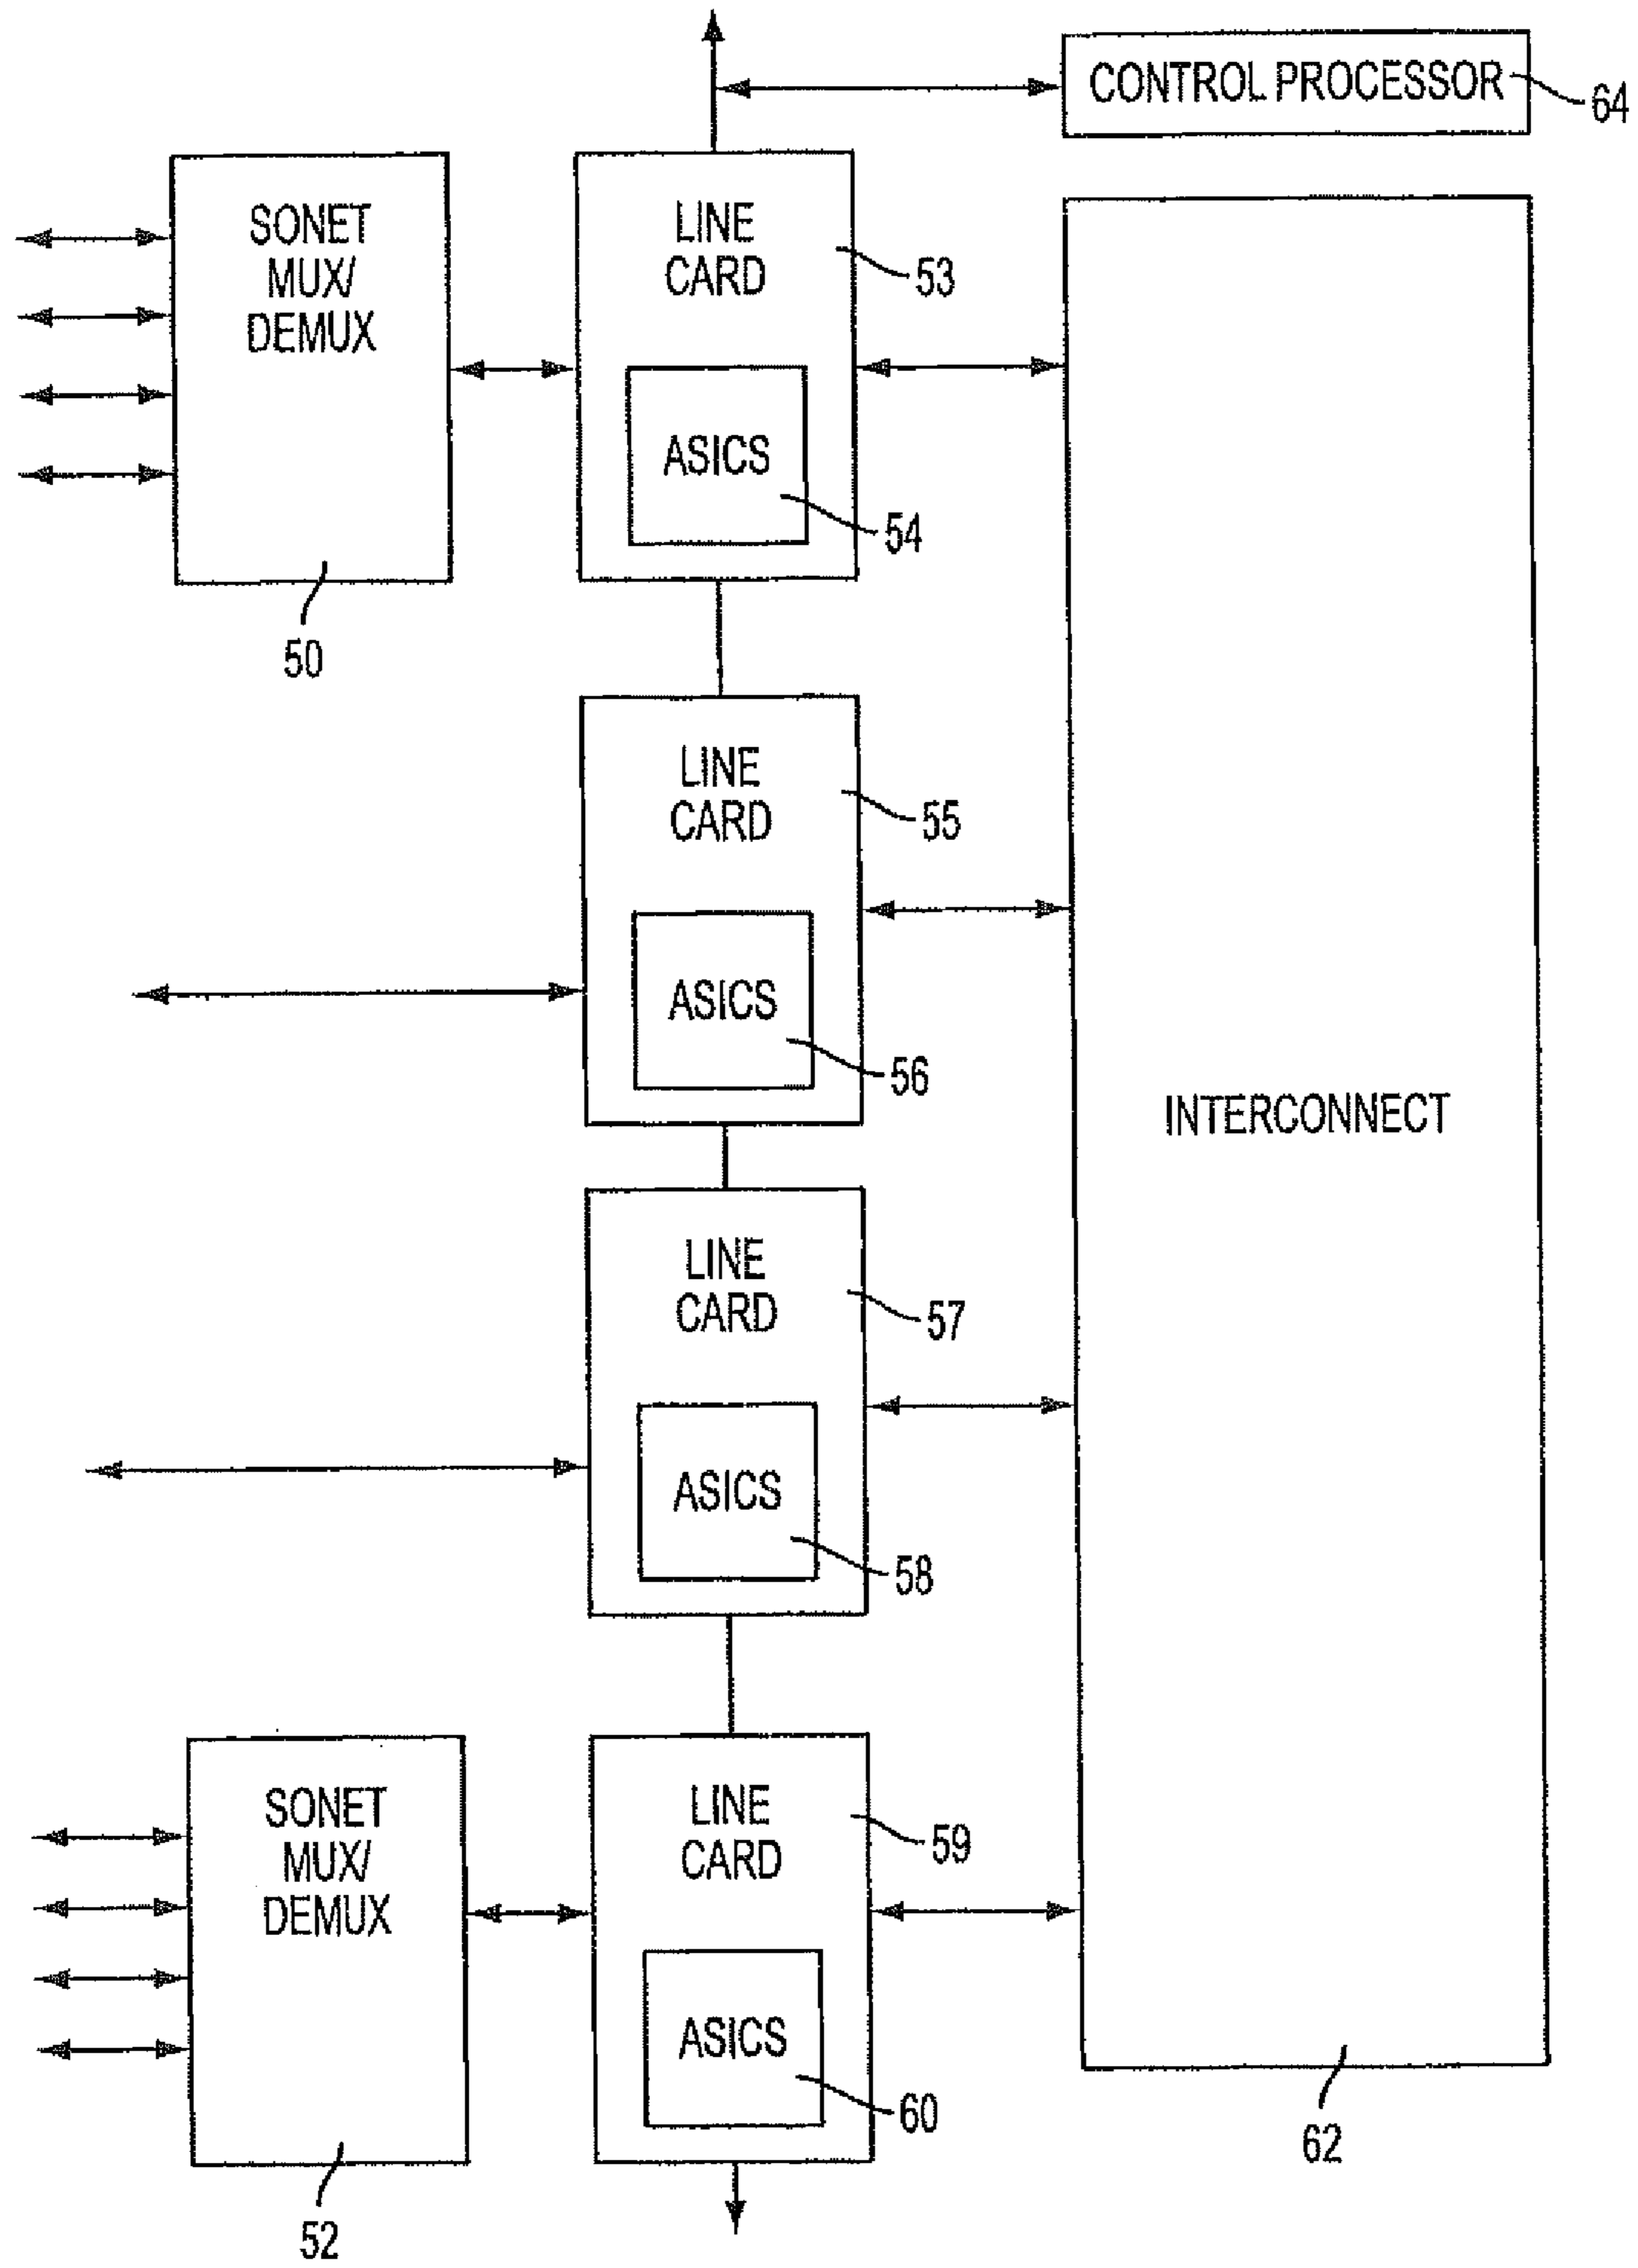 CONTROL PROCESSOR
64
SONET
MUX/
DEMUX
50
LINE
CARD
53
ASICS
54
LINE
CARD
55
ASICS
56
INTERCONNECT
62
LINE
CARD
57
ASICS
58
SONET
MUX/
DEMUX
52
LINE
CARD
59
ASICS
60